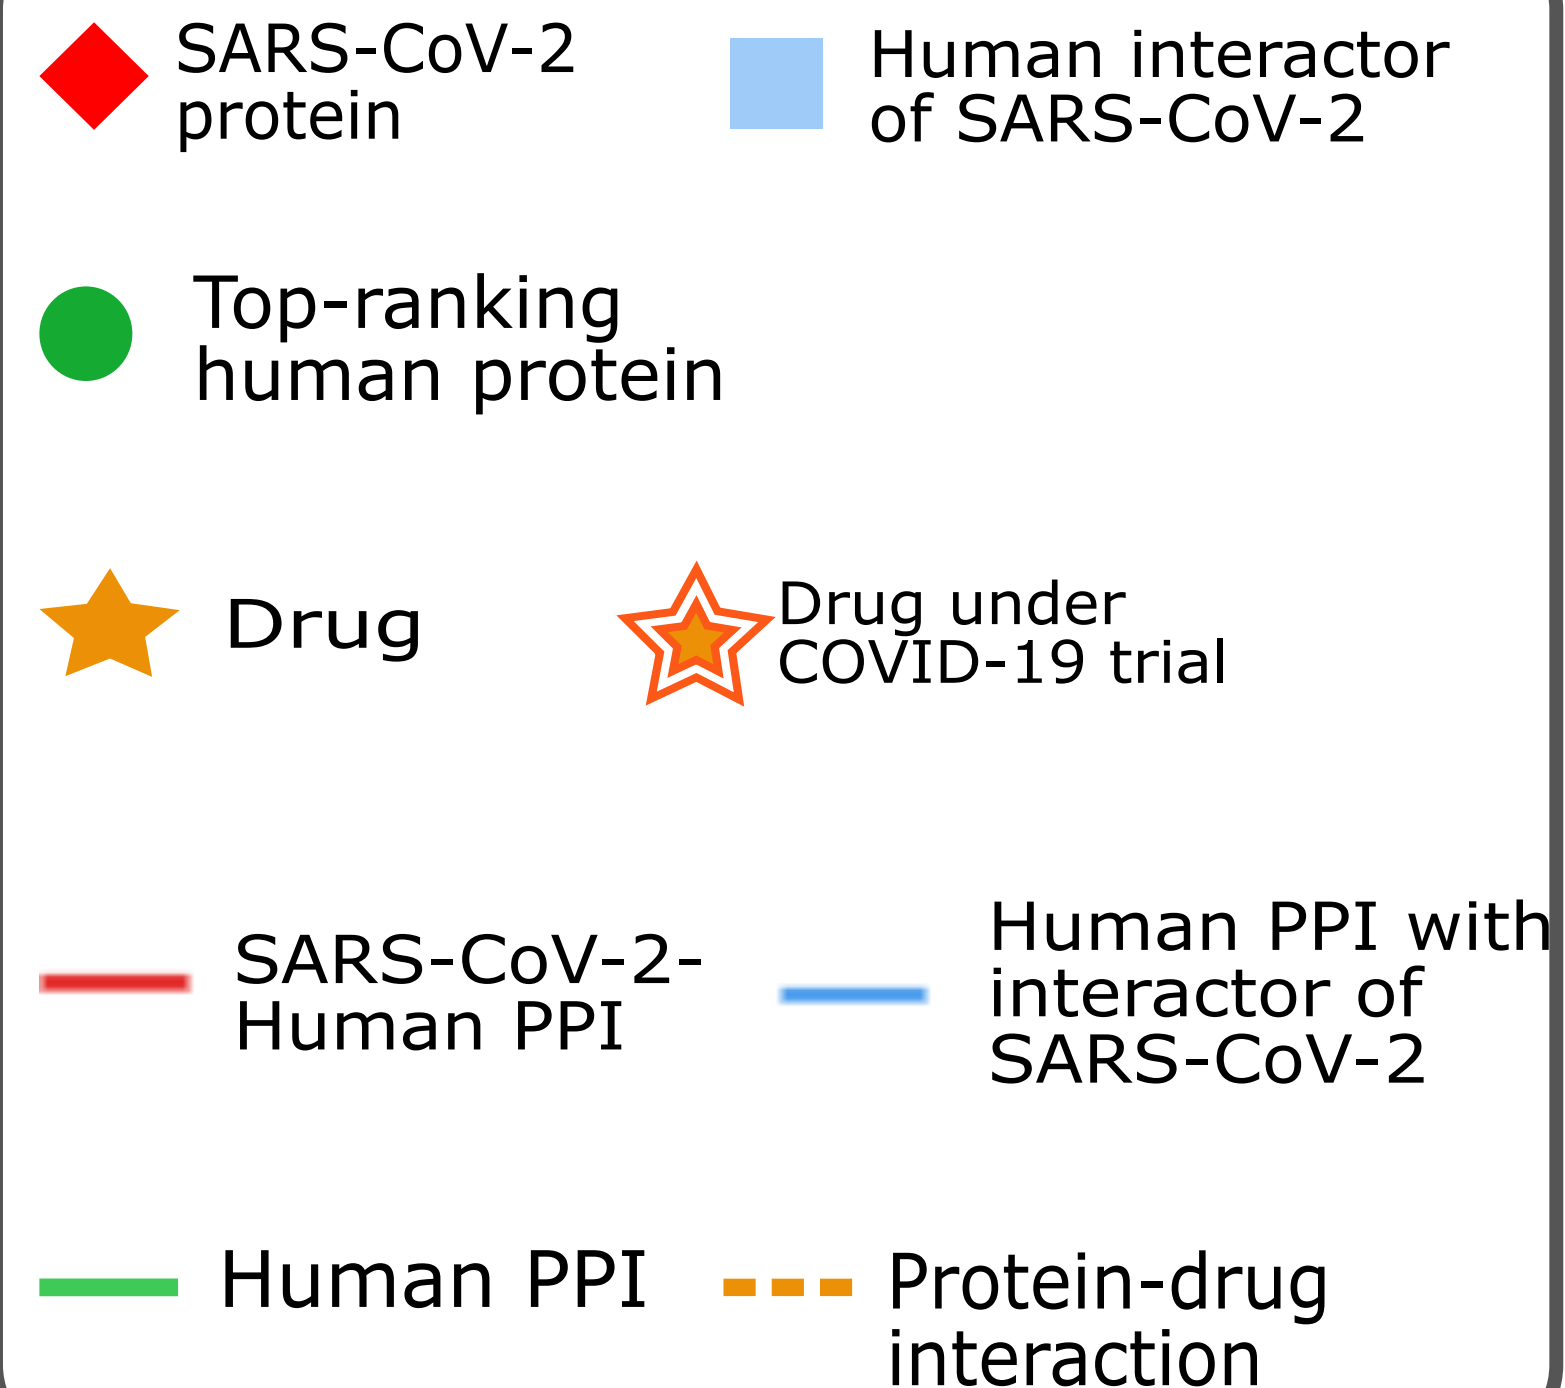 SARS-CoV-2
protein
Human interactor
of SARS-CoV-2
Top-ranking
human protein
Drug
Drug under
COVID-19 trial
SARS-CoV-2-
Human PPI
Human PPI with
interactor of
SARS-CoV-2
Human PPI
Protein-drug
interaction